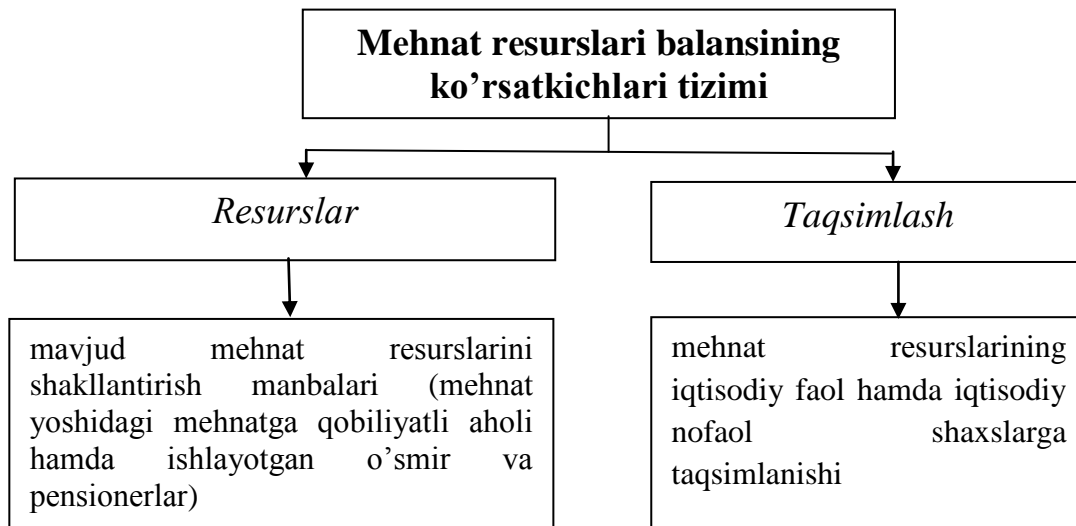 Mehnat resurslari balansining
ko’rsatkichlari tizimi
Resurslar
Taqsimlash
mavjud mehnat resurslarini
shakllantirish manbalari (mehnat
yoshidagi mehnatga qobiliyatli aholi
hamda ishlayotgan o’smir va
pensionerlar)
mehnat resurslarining
iqtisodiy faol hamda iqtisodiy
nofaol shaxslarga
taqsimlanishi